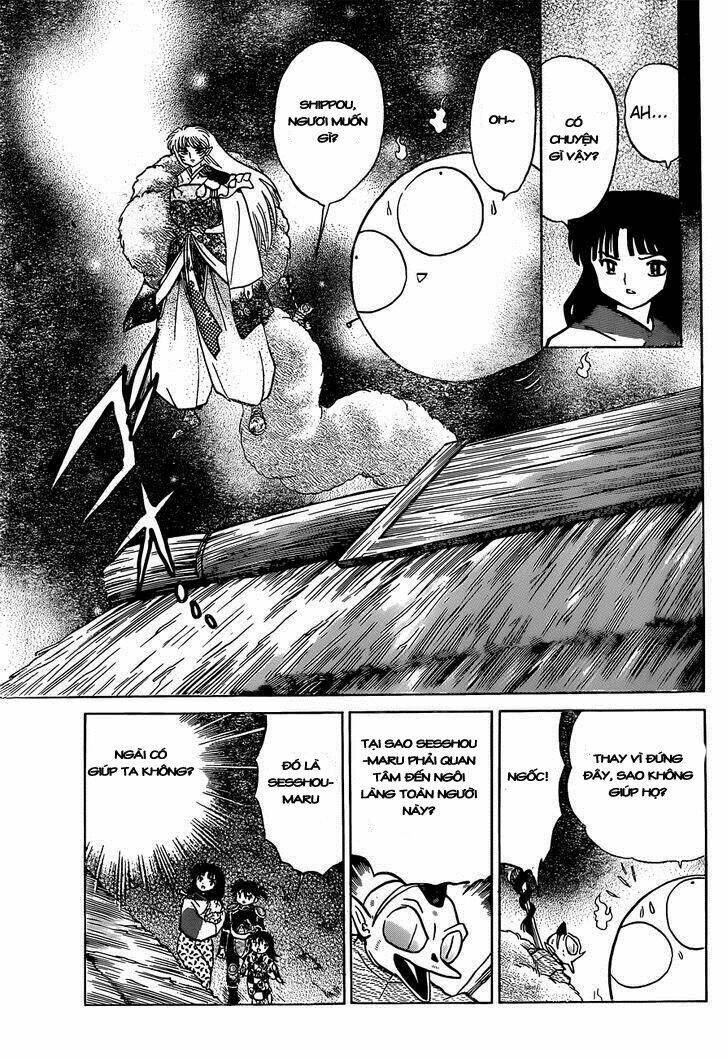 AH...
CÓ
CHUYỆN
GÌ VẬY?
OH~
SHIPPOU,
NGƯƠI MUỐN
GÌ?
THAY VÌ ĐỨNG
ĐÂY, SAO KHÔNG
GIÚP HỌ?
NGỐC!
TẠI SAO SESSHOU
-MARU PHẢI QUAN
TÂM ĐẾN NGÔI
LÀNG TOÀN NGƯỜI
NÀY?
ĐÓ LÀ
SESSHOU-
MARU
NGÀI CÓ
GIÚP TA KHÔNG?